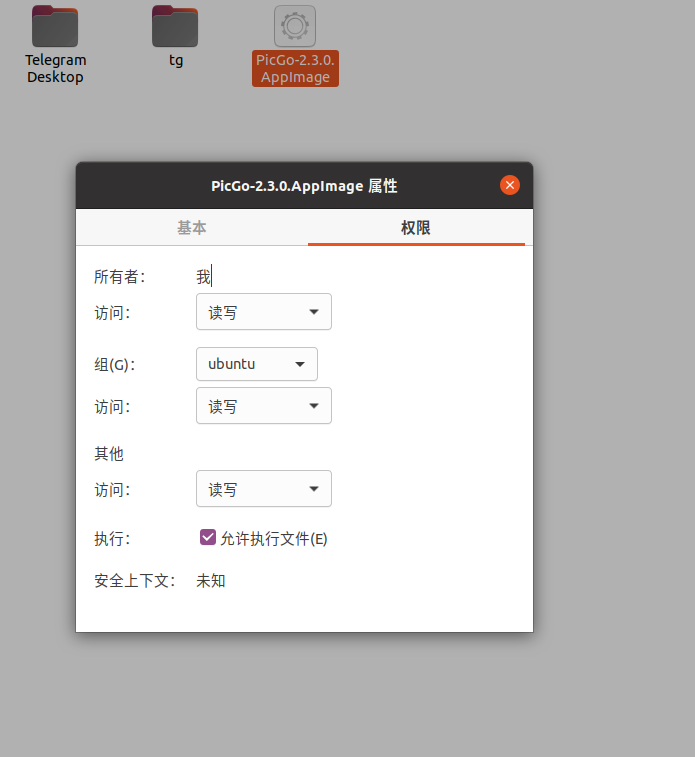 Telegram
Desktop
tg
PicGo-2.3.0.
AppImage
PicGo-2.3.0.AppImage 属性
基本
权限
所有者： 我
访问： 读写
组(G)： ubuntu
访问： 读写
其他
访问： 读写
执行： 允许执行文件(E)
安全上下文： 未知